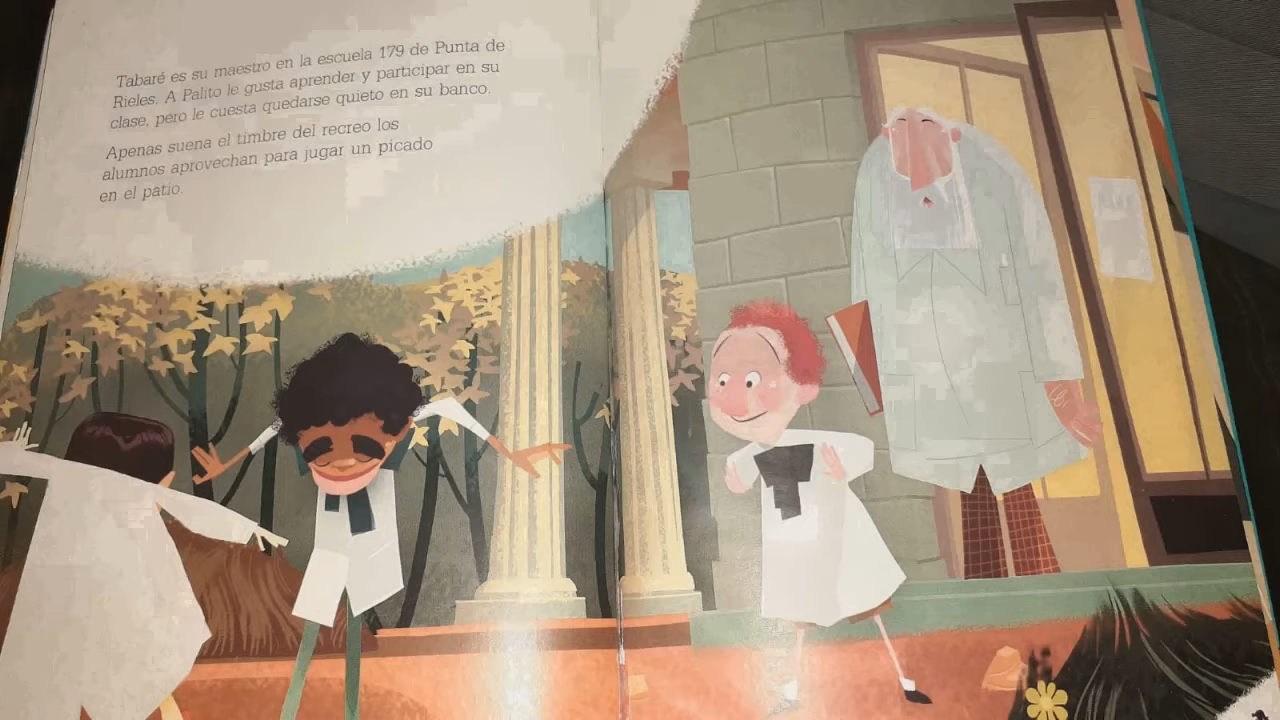 Tabaré es su maestro en la escuela 179 de Punta de
Rieles. A Palito le gusta aprender y participar en su
clase, pero le cuesta quedarse quieto en su banco.
Apenas suena el timbre del recreo los
alumnos aprovechan para jugar un picado
en el patio.